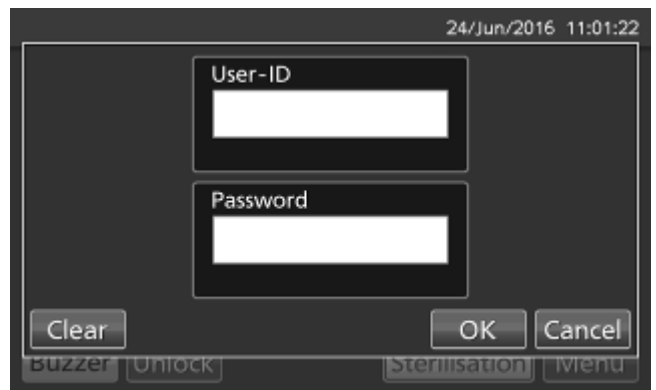 24/Jun/2016 11:01:22
User-ID
Password
Clear OK Cancel
Buzzer Unlock Sterilisation Menu